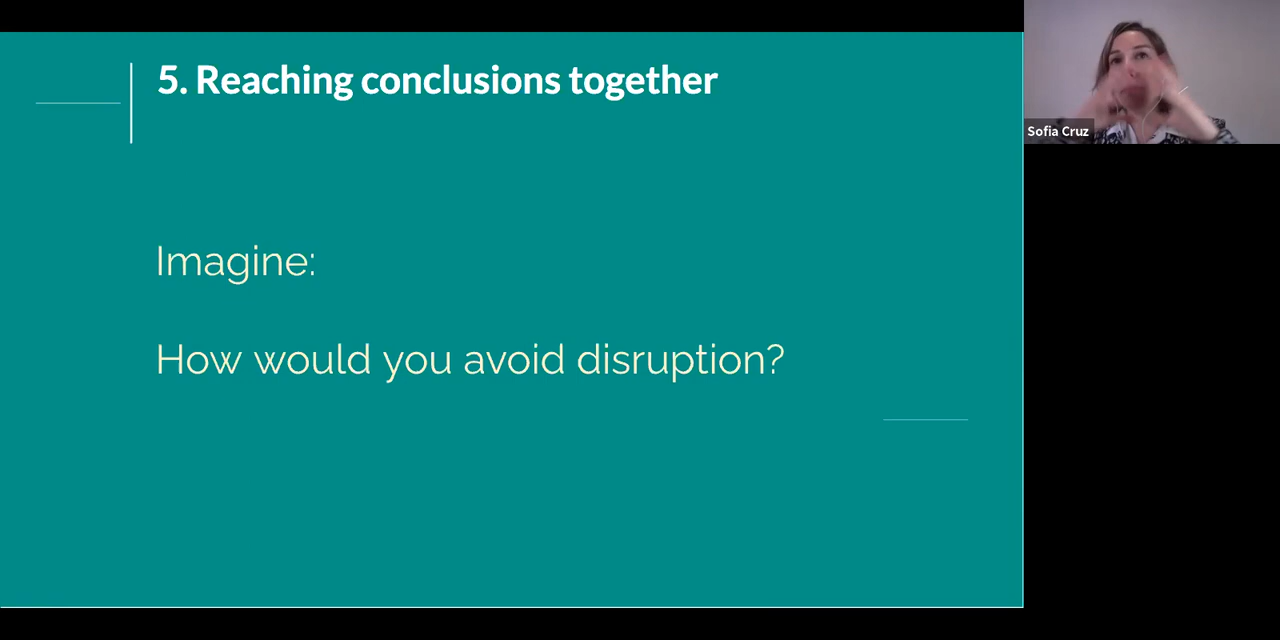 5. Reaching conclusions together
Imagine:
How would you avoid disruption?
Sofia Cruz